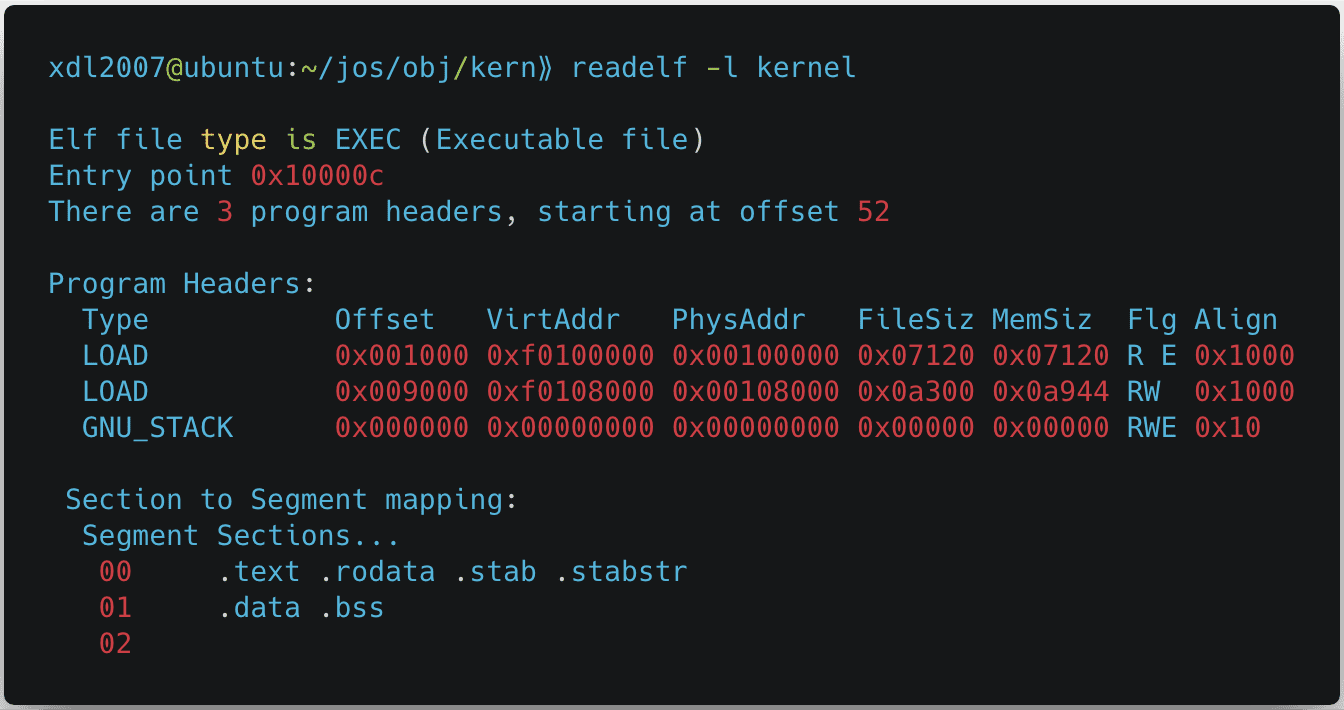 xdl2007@ubuntu:~/jos/obj/kern⟫ readelf -l kernel
Elf file type is EXEC (Executable file)
Entry point 0x10000c
There are 3 program headers, starting at offset 52
Program Headers:
  Type           Offset   VirtAddr   PhysAddr   FileSiz MemSiz  Flg Align
  LOAD           0x001000 0xf0100000 0x00100000 0x07120 0x07120 R E 0x1000
  LOAD           0x009000 0xf0108000 0x00108000 0x0a300 0x0a944 RW  0x1000
  GNU_STACK      0x000000 0x00000000 0x00000000 0x00000 0x00000 RWE 0x10
 Section to Segment mapping:
  Segment Sections...
   00     .text .rodata .stab .stabstr
   01     .data .bss
   02